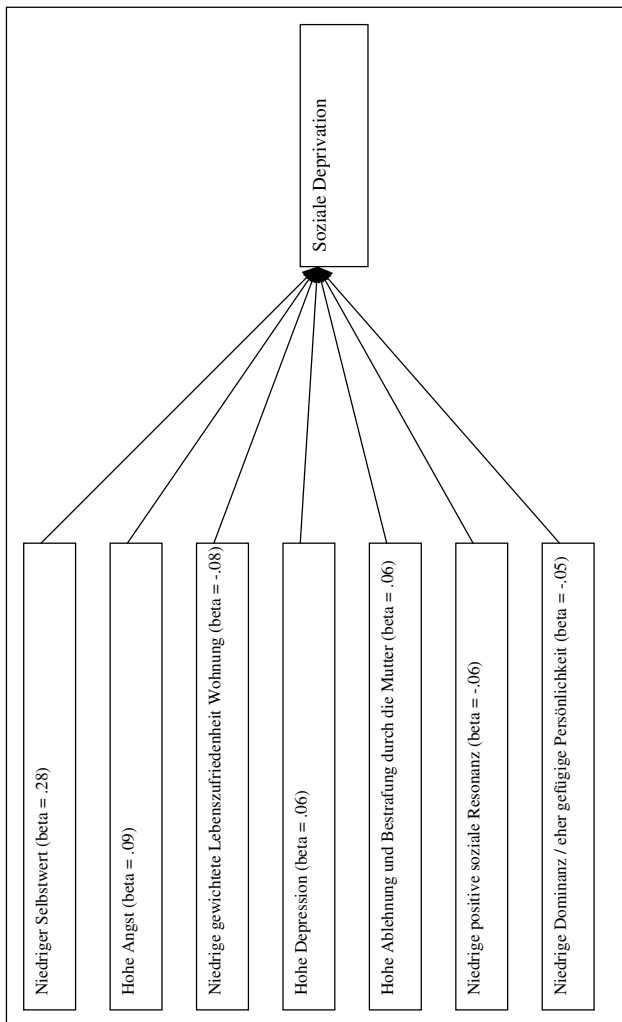 Niedriger Selbstwert (beta = .28)
Hohe Angst (beta = .09)
Niedrige gewichtete Lebenszufriedenheit Wohnung (beta = -.08)
Hohe Depression (beta = .06)
Hohe Ablehnung und Bestrafung durch die Mutter (beta = .06)
Niedrige positive soziale Resonanz (beta = -.06)
Niedrige Dominanz / eher gefügige Persönlichkeit (beta = -.05)
Soziale Deprivation